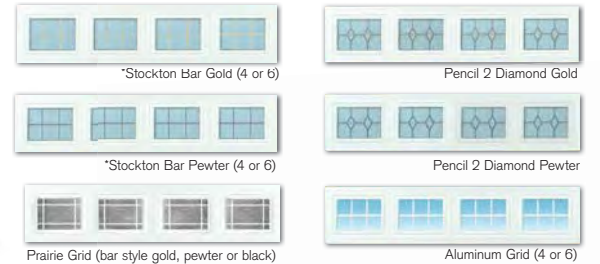 *Stockton Bar Gold (4 or 6)
Pencil 2 Diamond Gold
*Stockton Bar Pewter (4 or 6)
Pencil 2 Diamond Pewter
Prairie Grid (bar style gold, pewter or black)
Aluminum Grid (4 or 6)